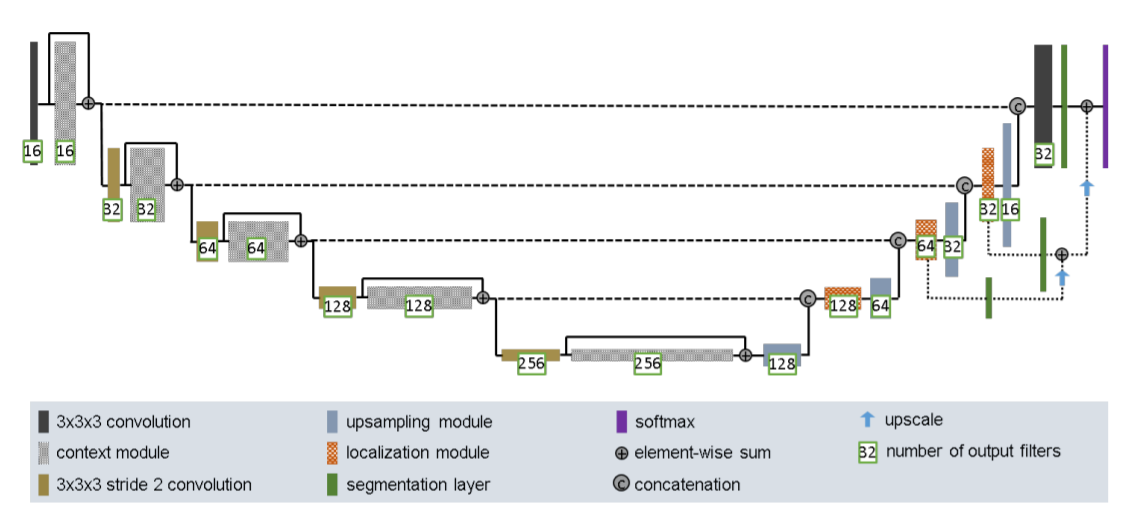 16 16
32 32
64 64
128 128
256 256 128
C 128 64
C 64 32
C 32 16
C 32
3x3x3 convolution
context module
3x3x3 stride 2 convolution
upsampling module
localization module
segmentation layer
softmax
element-wise sum
C concatenation
upscale
32 number of output filters